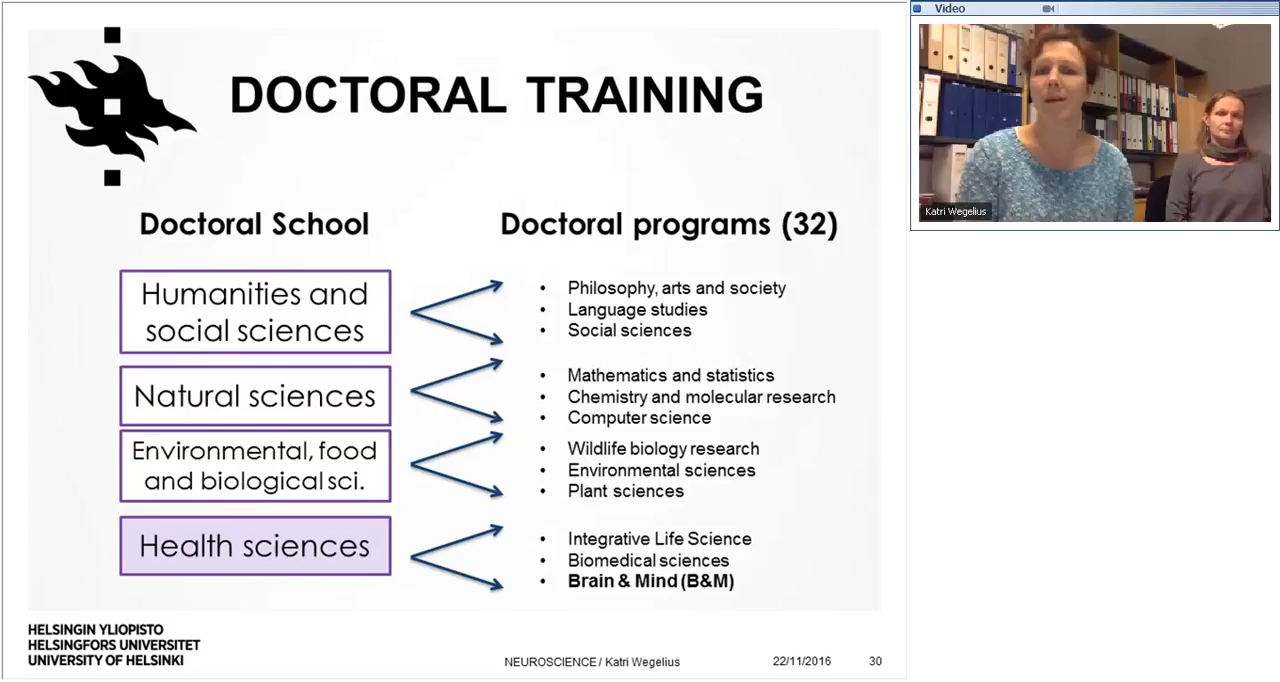 DOCTORAL TRAINING
Doctoral School
Doctoral programs (32)
Humanities and
social sciences
• Philosophy, arts and society
• Language studies
• Social sciences
Natural sciences
• Mathematics and statistics
• Chemistry and molecular research
• Computer science
Environmental, food
and biological sci.
• Wildlife biology research
• Environmental sciences
• Plant sciences
Health sciences
• Integrative Life Science
• Biomedical sciences
• Brain & Mind (B&M)
HELSINGIN YLIOPISTO
HELSINGFORS UNIVERSITET
UNIVERSITY OF HELSINKI
NEUROSCIENCE / Katri Wegelius
22/11/2016
30
Video
Katri Wegelius